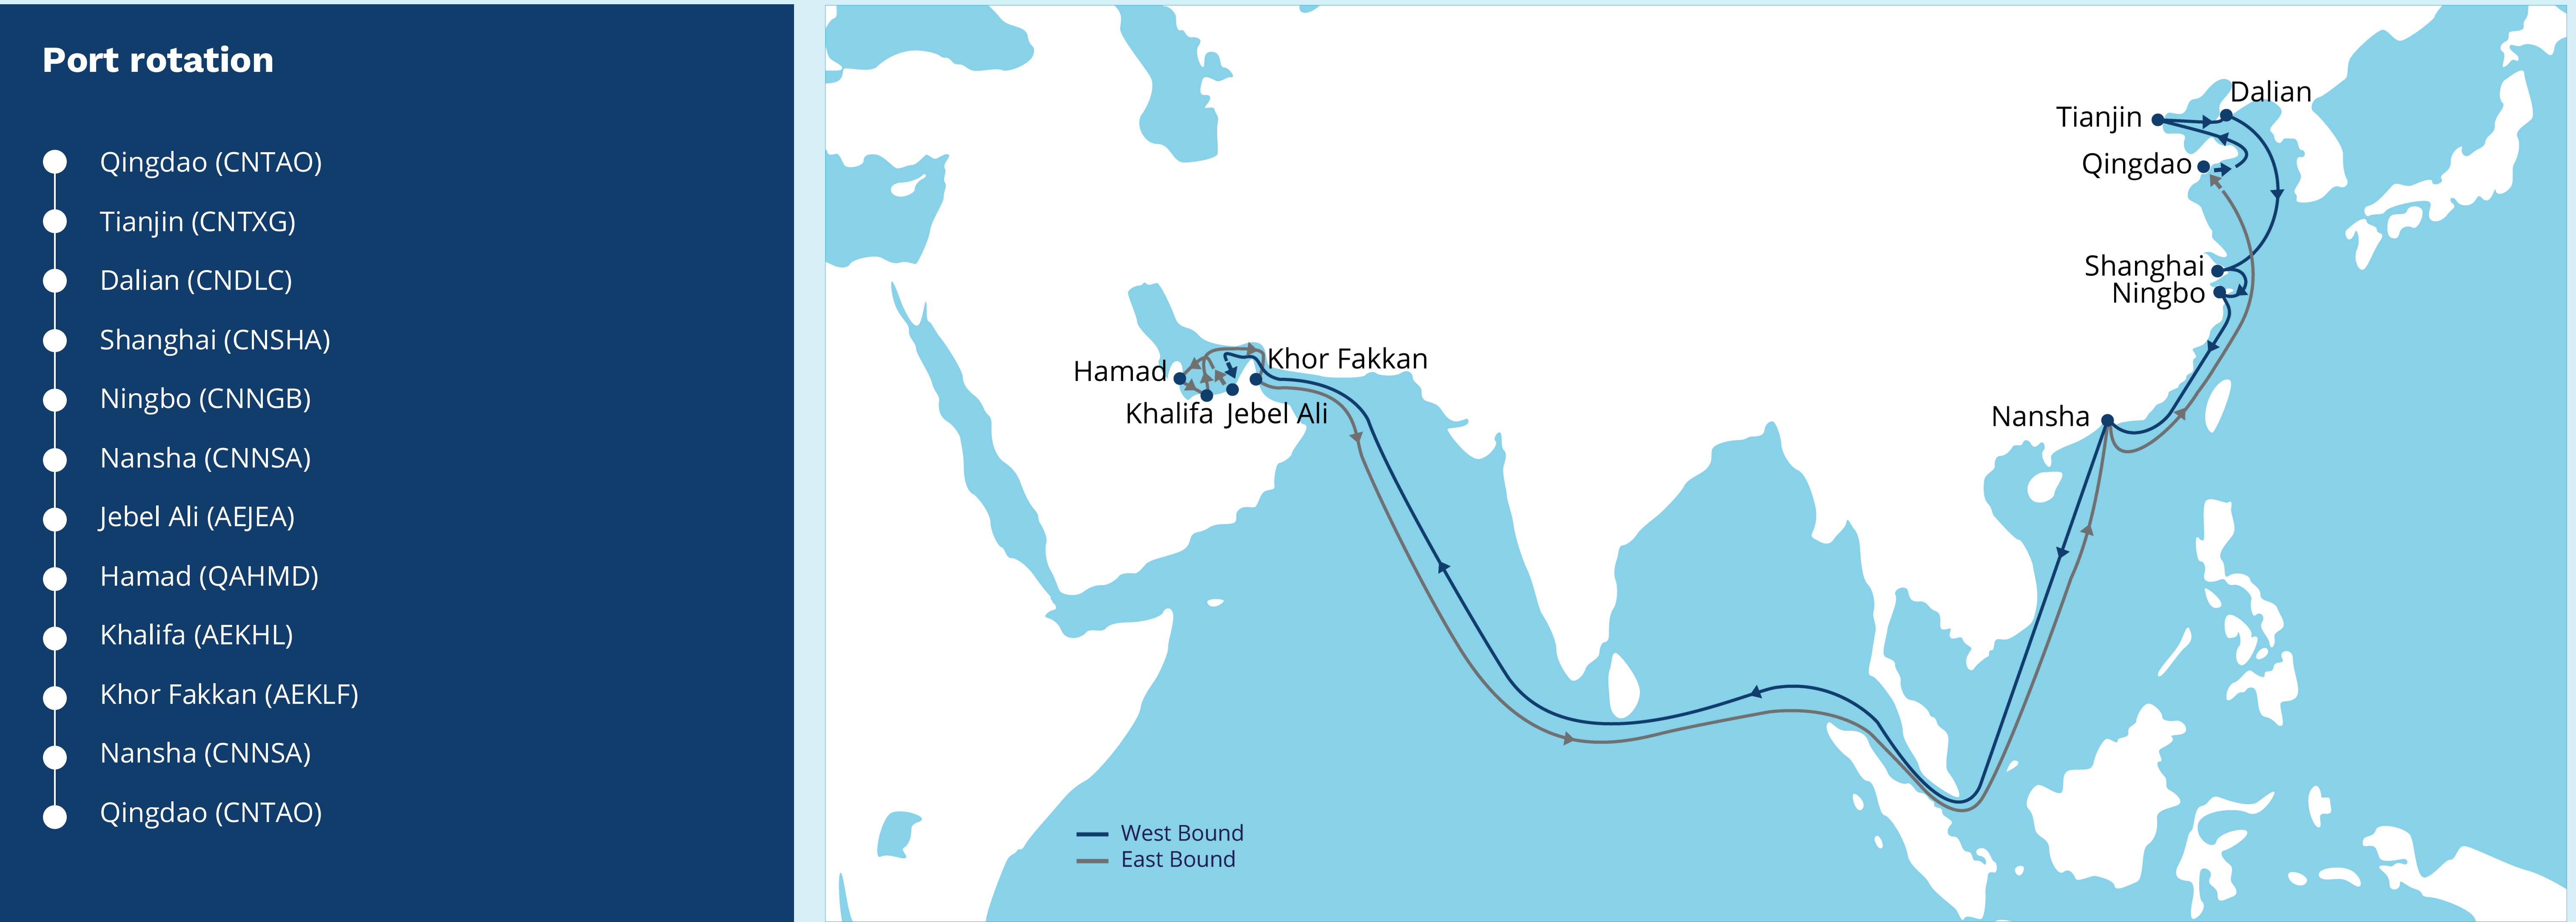 Port rotation
Qingdao (CNTAO)
Tianjin (CNTXG)
Dalian (CNDLC)
Shanghai (CNSHA)
Ningbo (CNNGB)
Nansha (CNNSA)
Jebel Ali (AEJEA)
Hamad (QAHMD)
Khalifa (AEKHL)
Khor Fakkan (AEKLF)
Nansha (CNNSA)
Qingdao (CNTAO)
Dalian
Tianjin
Qingdao
Shanghai
Ningbo
Khor Fakkan
Hamad
Khalifa
Jebel Ali
Nansha
West Bound
East Bound